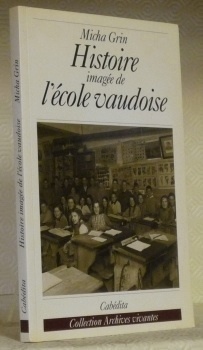 Micha Grin
Histoire
imagée de
l'école vaudoise
Cabédita
Collection Archives vivantes
Micha Grin
Histoire imagée de l'école vaudoise
Cabédita